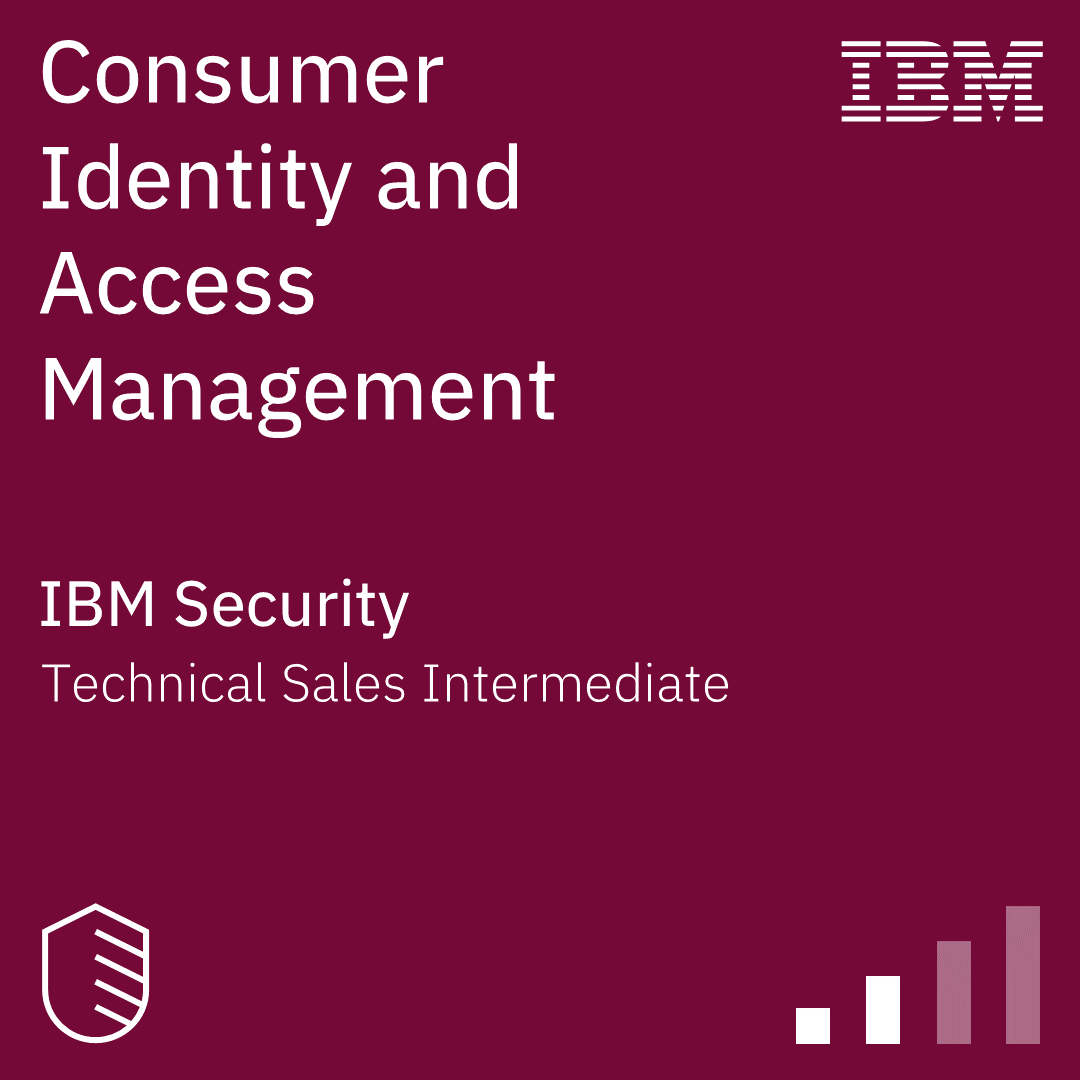 Consumer
Identity and
Access
Management
IBM
IBM Security
Technical Sales Intermediate